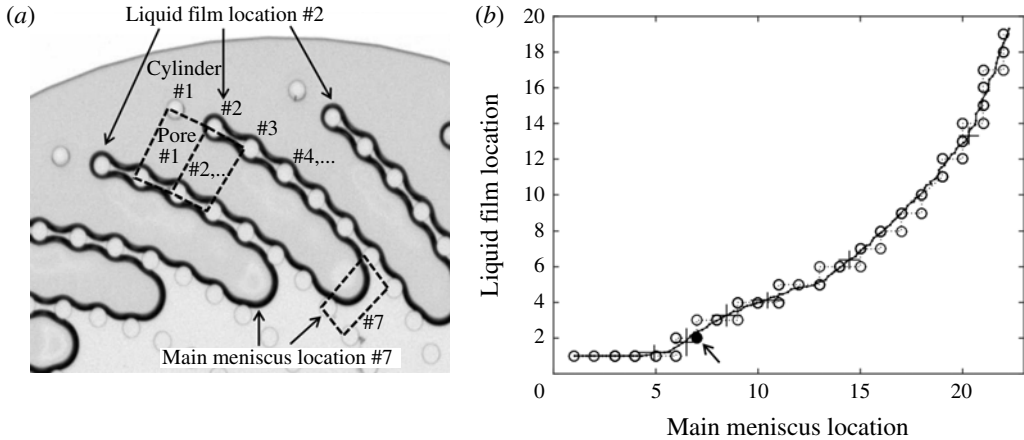 (a)
Liquid film location #2
Cylinder
#1
#2
#3
Pore
#1
#2,...
#4,...
#7
Main meniscus location #7
(b)
20
18
16
14
12
10
8
6
4
2
0
5
10
15
20
Liquid film location
Main meniscus location